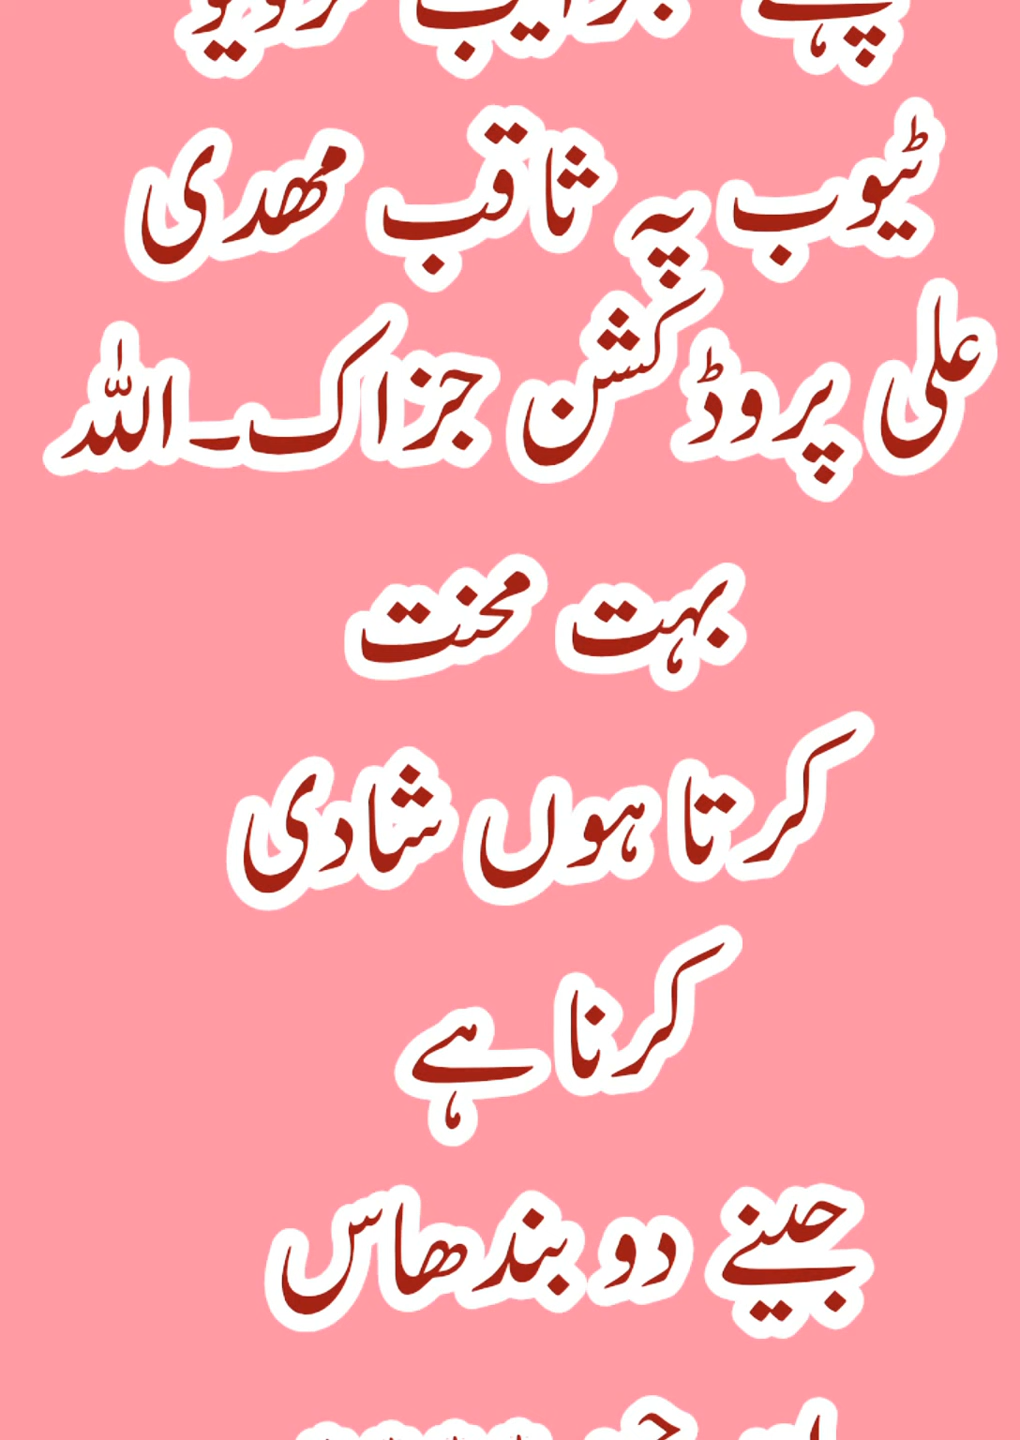 ٹیوب پہ ثاقب مھدی
علی پروڈکشن جزاک۔اللہ
بہت محنت
کرتا ہوں شادی
کرنا ہے
جینے دو بندھاس